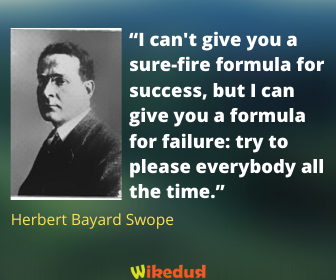 “I can't give you a
sure-fire formula for
success, but I can
give you a formula
for failure: try to
please everybody all
the time.”
Herbert Bayard Swope
Wikedusk